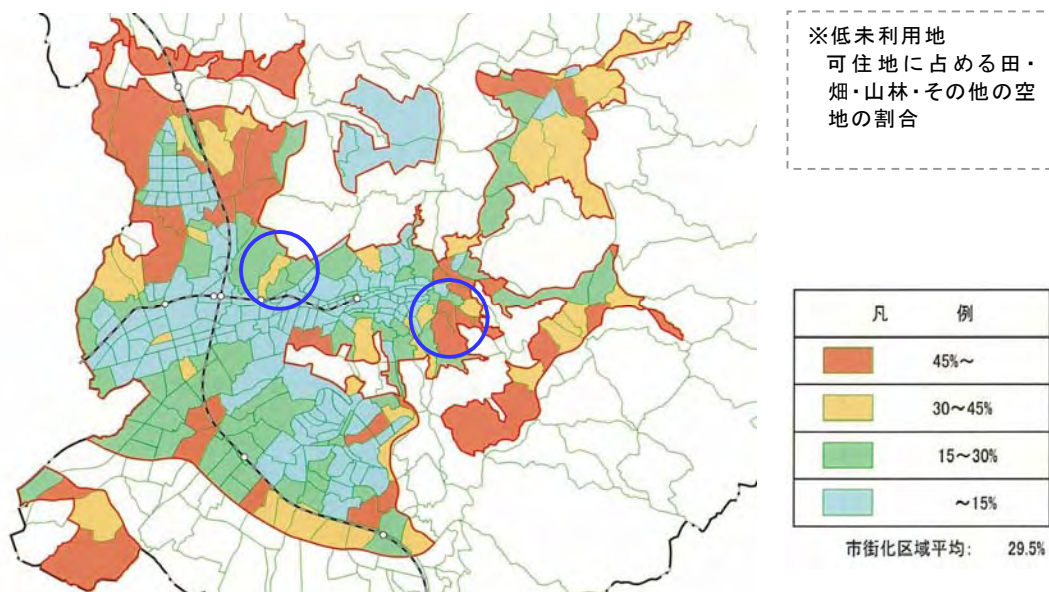 ※低未利用地
可住地に占める田・
畑・山林・その他の空
地の割合
凡 例
45%~
30~45%
15~30%
~15%
市街化区域平均: 29.5%